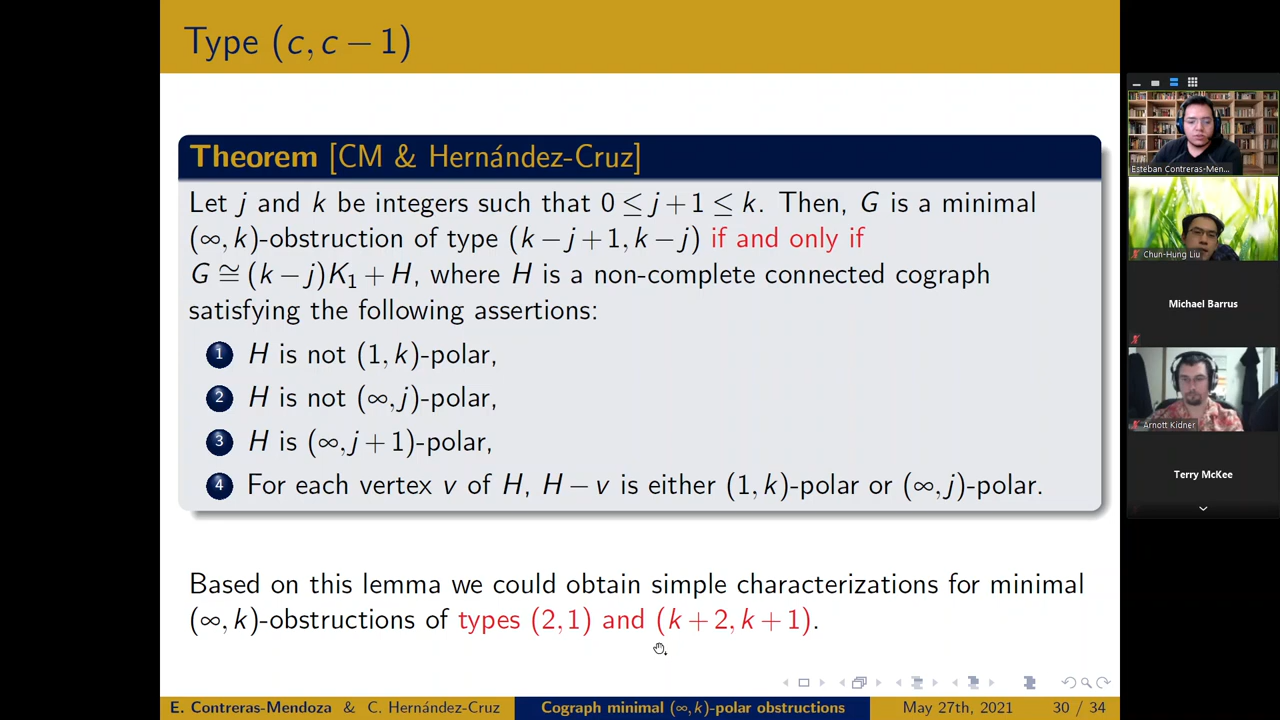 Type (c, c − 1)
Theorem [CM & Hernández-Cruz]
Let j and k be integers such that 0 ≤ j + 1 ≤ k. Then, G is a minimal
(∞, k)-obstruction of type (k − j + 1, k − j) if and only if
G ≅ (k − j)K₁ + H, where H is a non-complete connected cograph
satisfying the following assertions:
1 H is not (1, k)-polar,
2 H is not (∞, j)-polar,
3 H is (∞, j + 1)-polar,
4 For each vertex v of H, H − v is either (1, k)-polar or (∞, j)-polar.
Based on this lemma we could obtain simple characterizations for minimal
(∞, k)-obstructions of types (2, 1) and (k + 2, k + 1).
E. Contreras-Mendoza & C. Hernández-Cruz
Cograph minimal (∞, k)-polar obstructions
May 27th, 2021
30 / 34
Esteban Contreras-Men...
Chun-Hung Liu
Michael Barrus
Arnott Kidner
Terry McKee